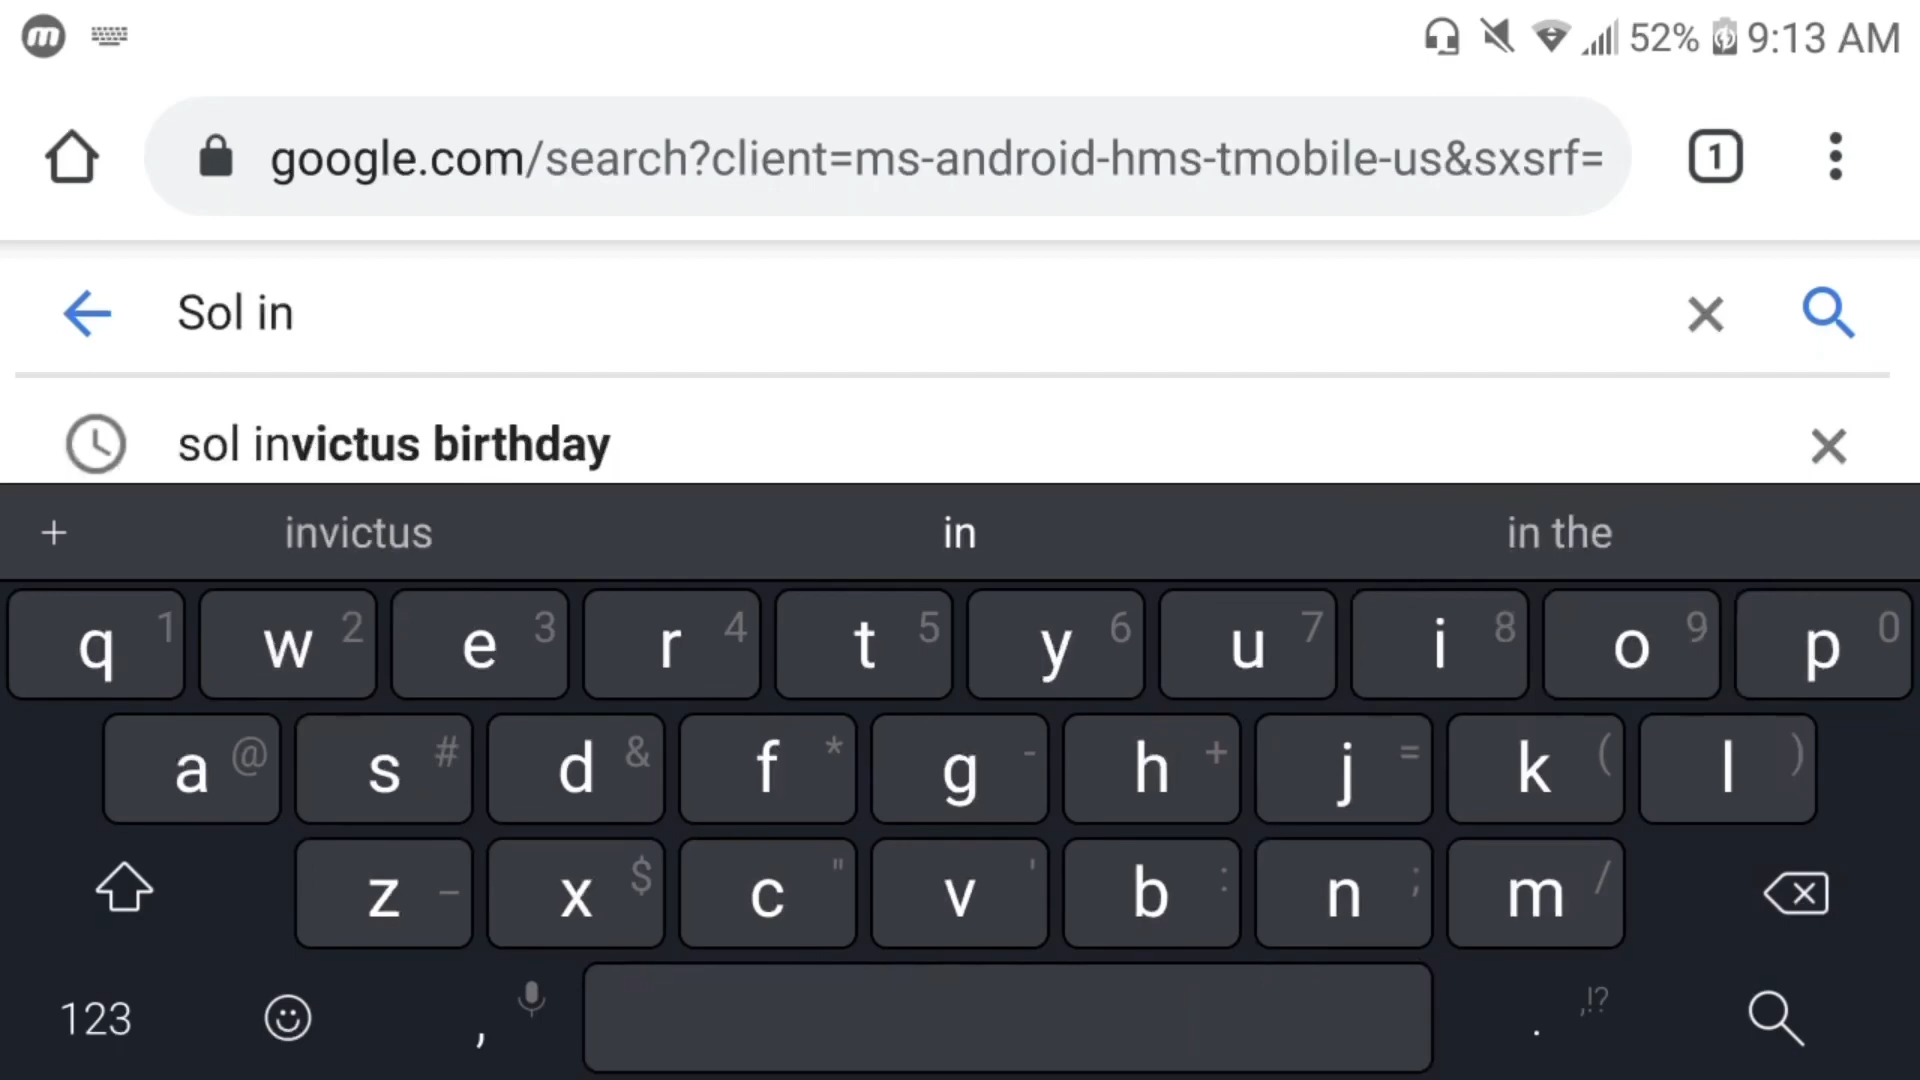 m 52% 9:13 AM
google.com/search?client=ms-android-hms-tmobile-us&sxsrf= 1
Sol in
sol invictus birthday
+ invictus in in the
q 1 w 2 e 3 r 4 t 5 y 6 u 7 i 8 o 9 p 0
a @ s # d & f * g - h + j = k ( l )
z _ x $ c " v ' b : n ; m /
123 , . ,!?